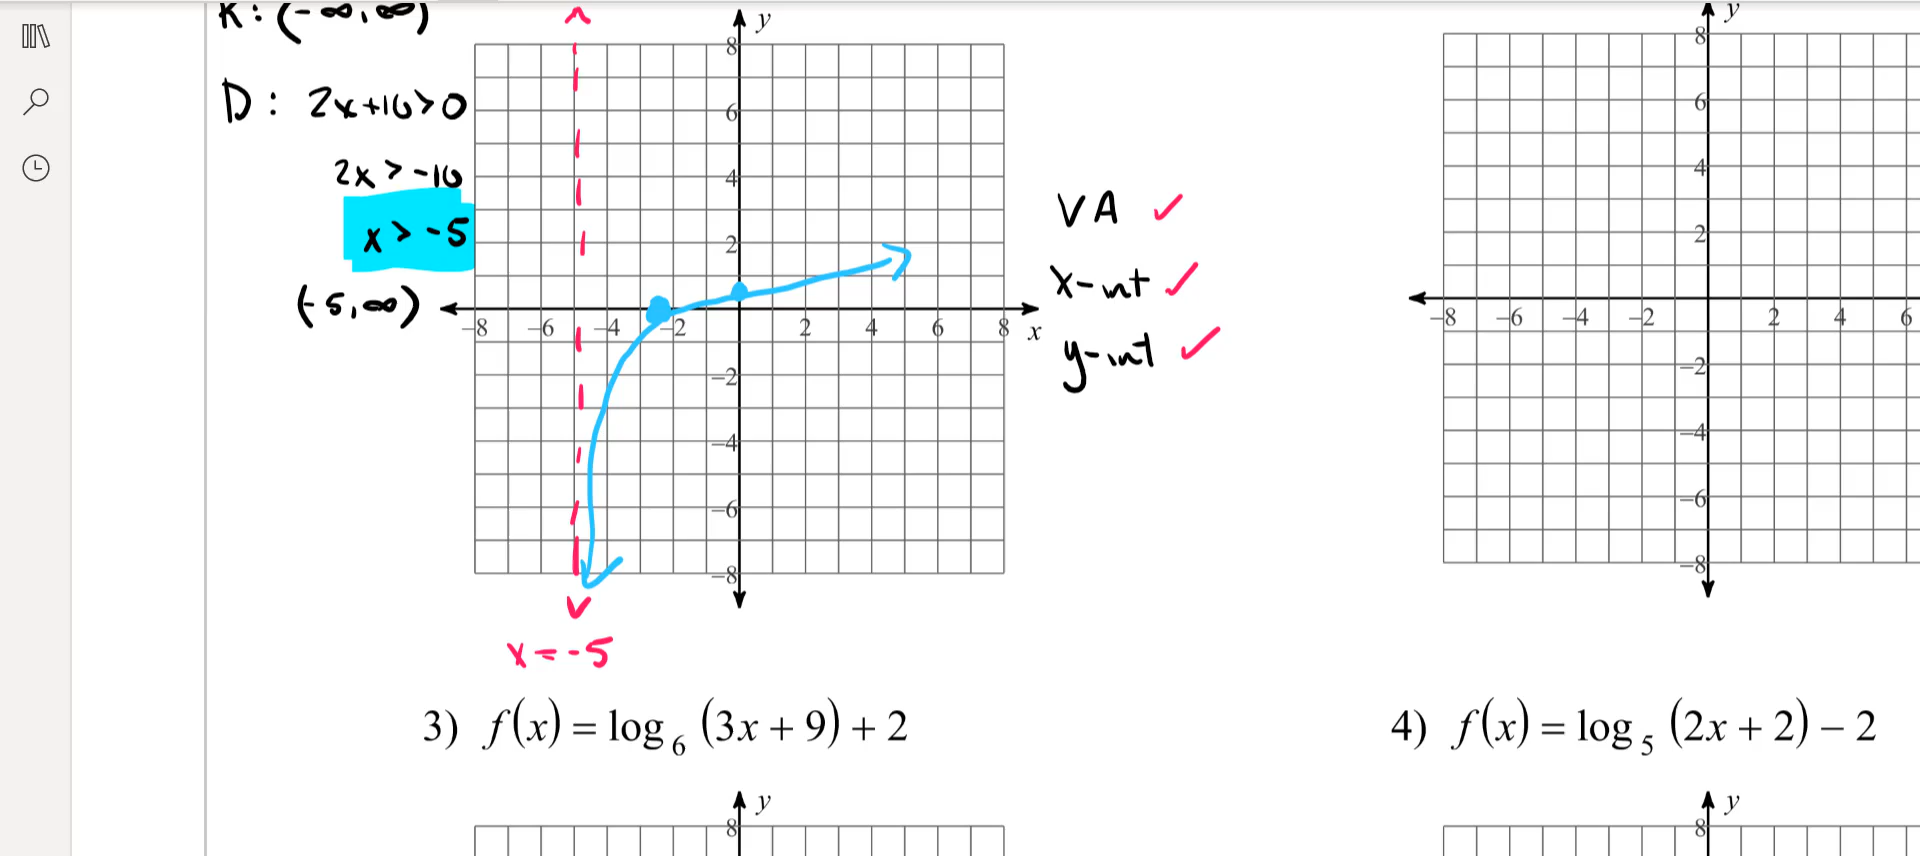 R: (-∞,∞)
D: 2x+10>0
2x>-10
x>-5
(-5,∞)
y
8
6
4
2
-8 -6 -4 -2 2 4 6 8 x
-2
-4
-6
-8
x=-5
VA ✓
x-int ✓
y-int ✓
y
8
6
4
2
-8 -6 -4 -2 2 4 6
-2
-4
-6
-8
3) f(x) = log₆ (3x + 9) + 2
4) f(x) = log₅ (2x + 2) – 2
y
8
y
8